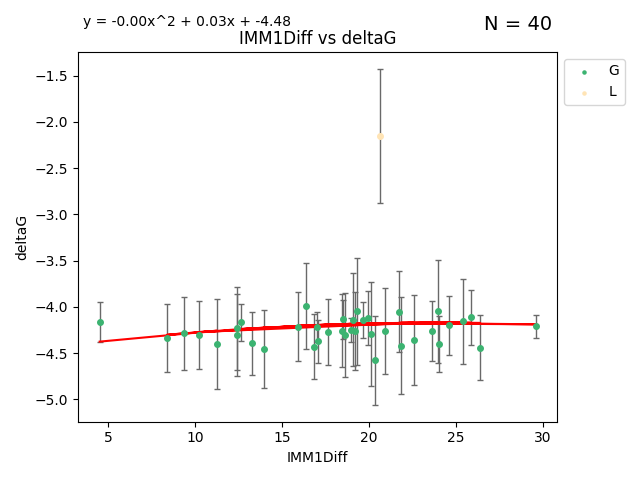 y = -0.00x^2 + 0.03x + -4.48
N = 40
IMM1Diff vs deltaG
G
L
deltaG
−1.5
−2.0
−2.5
−3.0
−3.5
−4.0
−4.5
−5.0
5 10 15 20 25 30
IMM1Diff